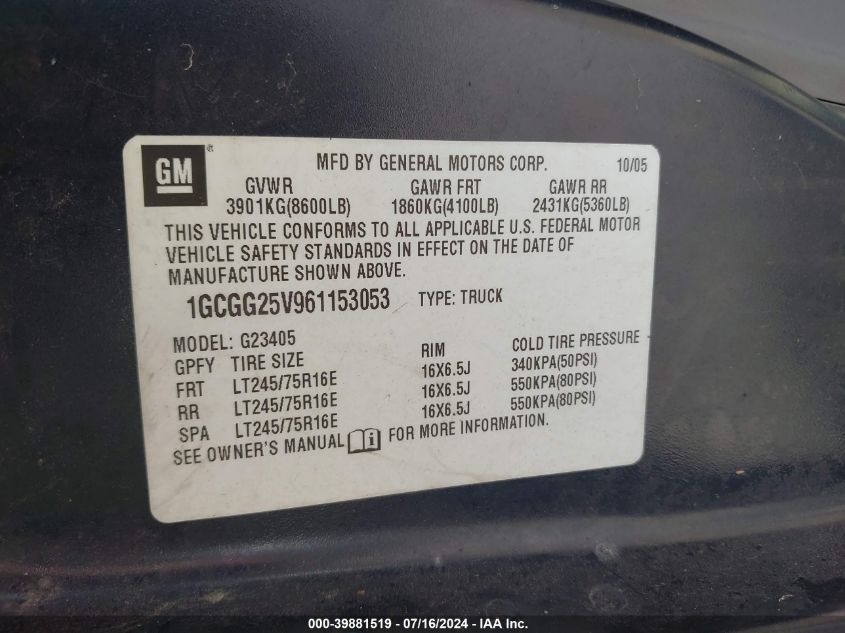 GM ® MFD BY GENERAL MOTORS CORP. 10/05
GVWR GAWR FRT GAWR RR
3901KG(8600LB) 1860KG(4100LB) 2431KG(5360LB)
THIS VEHICLE CONFORMS TO ALL APPLICABLE U.S. FEDERAL MOTOR
VEHICLE SAFETY STANDARDS IN EFFECT ON THE DATE OF
MANUFACTURE SHOWN ABOVE.
1GCGG25V961153053 TYPE: TRUCK
MODEL: G23405
GPFY TIRE SIZE RIM COLD TIRE PRESSURE
FRT LT245/75R16E 16X6.5J 340KPA(50PSI)
RR LT245/75R16E 16X6.5J 550KPA(80PSI)
SPA LT245/75R16E 16X6.5J 550KPA(80PSI)
SEE OWNER'S MANUAL i FOR MORE INFORMATION.
000-39881519 - 07/16/2024 - IAA Inc.